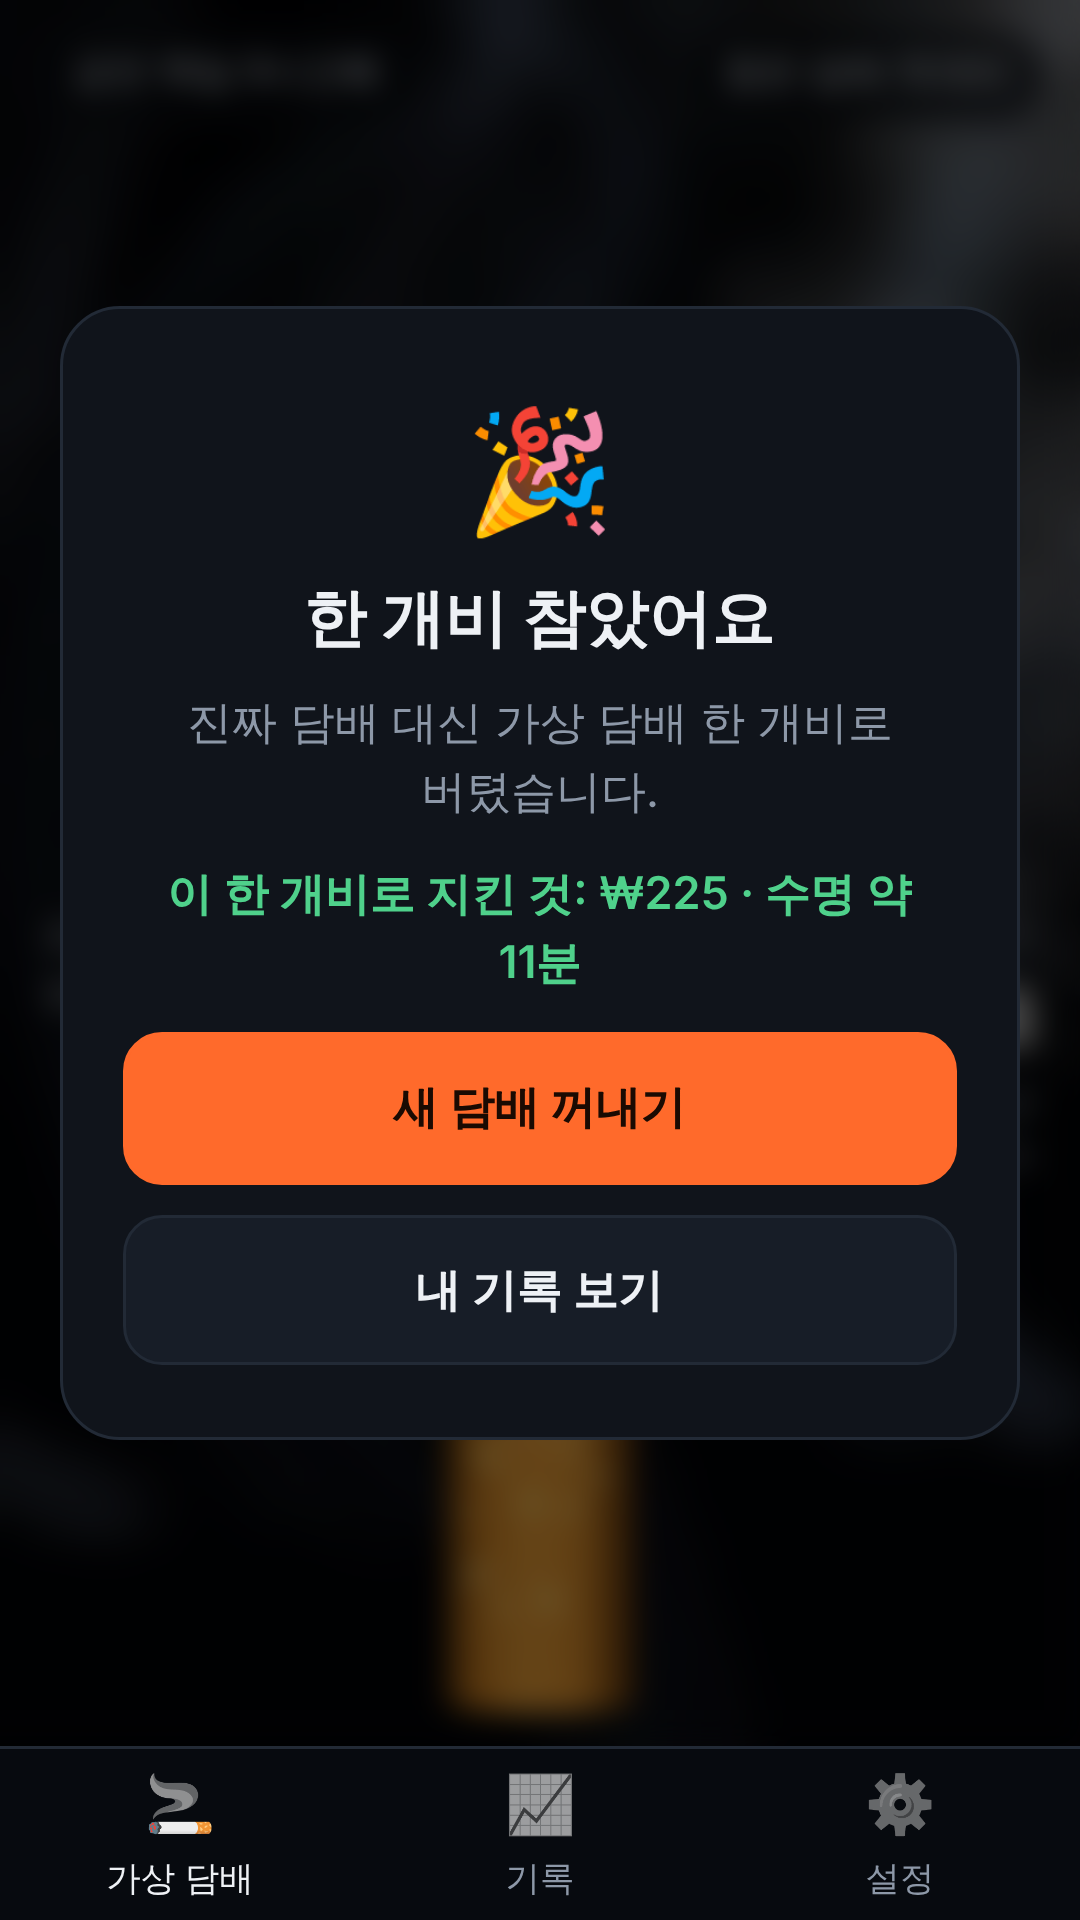 한 개비 참았어요
진짜 담배 대신 가상 담배 한 개비로
버텼습니다.
이 한 개비로 지킨 것: ₩225 · 수명 약
11분
새 담배 꺼내기
내 기록 보기
가상 담배
기록
설정